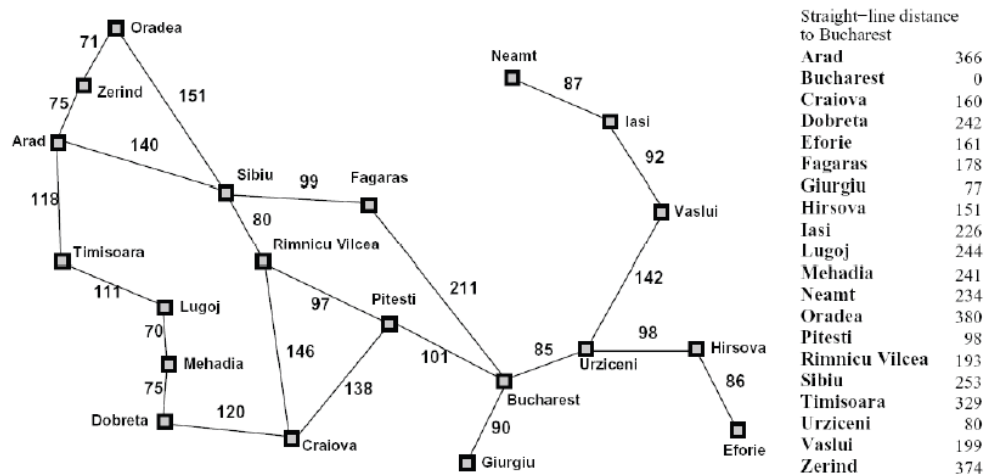 Straight−line distance
to Bucharest
Arad 366
Bucharest 0
Craiova 160
Dobreta 242
Eforie 161
Fagaras 178
Giurgiu 77
Hirsova 151
Iasi 226
Lugoj 244
Mehadia 241
Neamt 234
Oradea 380
Pitesti 98
Rimnicu Vilcea 193
Sibiu 253
Timisoara 329
Urziceni 80
Vaslui 199
Zerind 374
Oradea
71
Neamt
87
Zerind
75
151
Iasi
Arad
140
92
Sibiu
99
Fagaras
118
80
Vaslui
Rimnicu Vilcea
Timisoara
142
111
97
Pitesti
211
Lugoj
70
98
Hirsova
146
101
85
Urziceni
Mehadia
138
86
75
Bucharest
120
Dobreta
90
Craiova
Eforie
Giurgiu